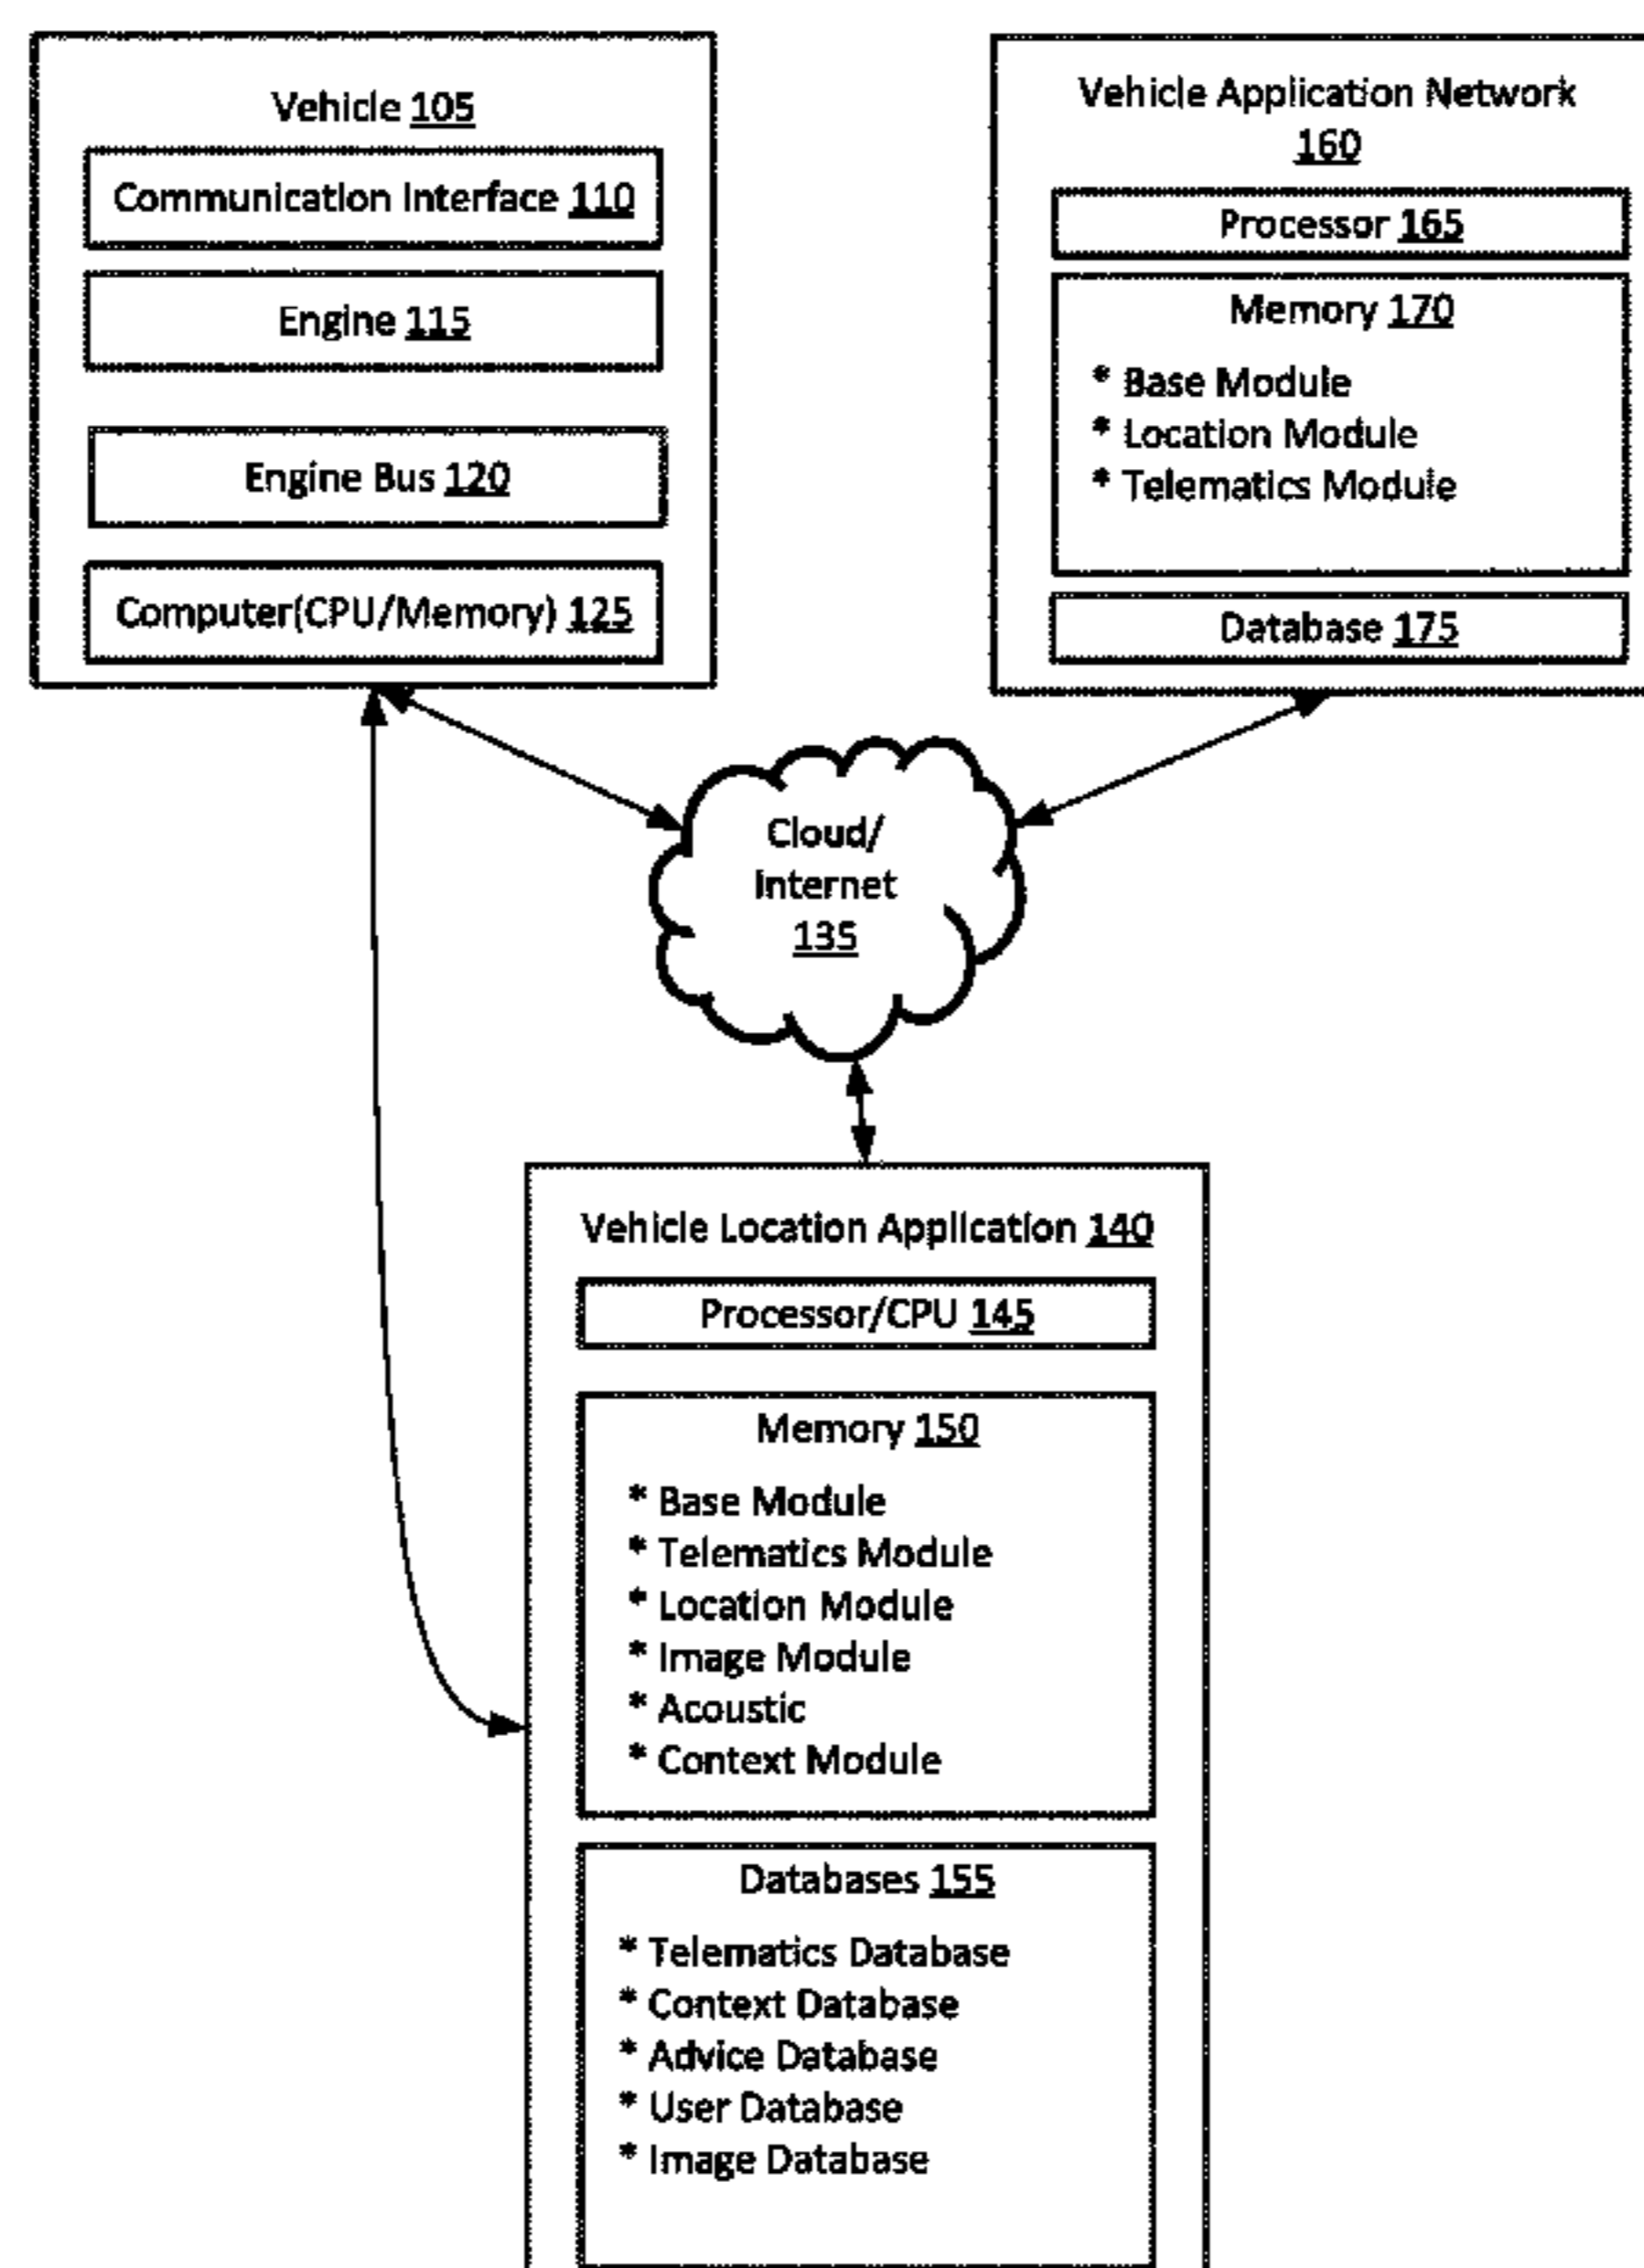 Vehicle 105
Communication Interface 110
Engine 115
Engine Bus 120
Computer(CPU/Memory) 125
Vehicle Application Network
160
Processor 165
Memory 170
* Base Module
* Location Module
* Telematics Module
Database 175
Cloud/
Internet
135
Vehicle Location Application 140
Processor/CPU 145
Memory 150
* Base Module
* Telematics Module
* Location Module
* Image Module
* Acoustic
* Context Module
Databases 155
* Telematics Database
* Context Database
* Advice Database
* User Database
* Image Database